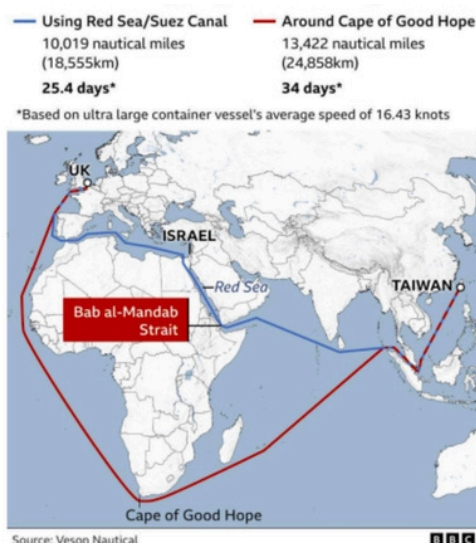 Using Red Sea/Suez Canal
10,019 nautical miles
(18,555km)
25.4 days*
Around Cape of Good Hope
13,422 nautical miles
(24,858km)
34 days*
*Based on ultra large container vessel's average speed of 16.43 knots
UK
ISRAEL
Red Sea
TAIWAN
Bab al-Mandab
Strait
Cape of Good Hope
Source: Veson Nautical
BBC